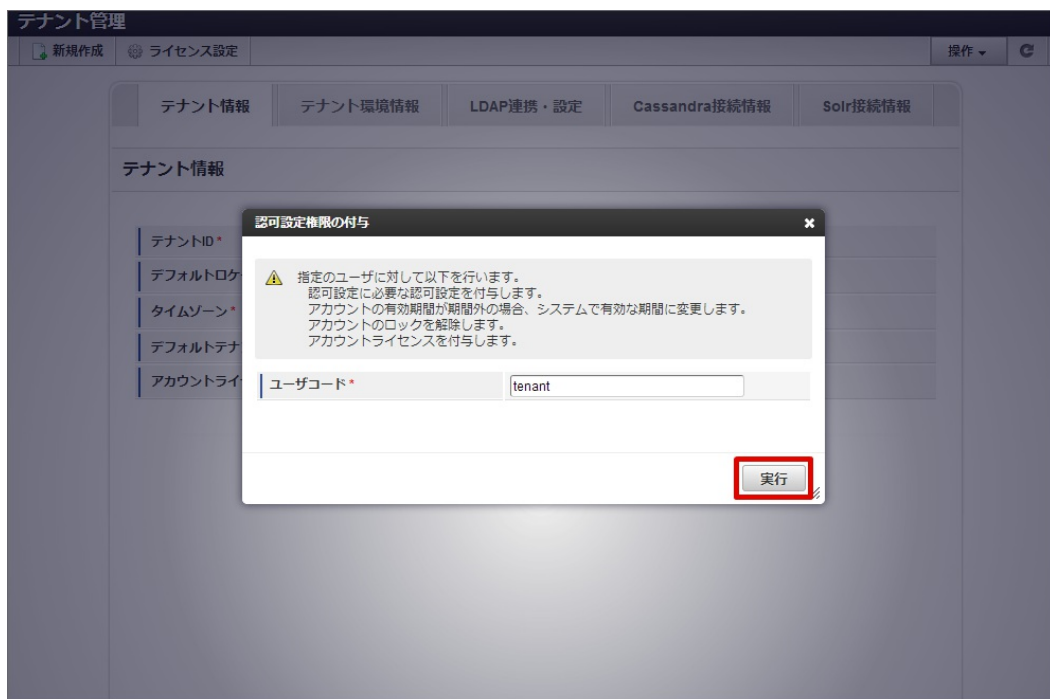 テナント管理
新規作成 ライセンス設定 操作
テナント情報 テナント環境情報 LDAP連携・設定 Cassandra接続情報 Solr接続情報
テナント情報
認可設定権限の付与
テナントID*
デフォルトロケ
タイムゾーン*
デフォルトテナ
アカウントライ
指定のユーザに対して以下を行います。
認可設定に必要な認可設定を付与します。
アカウントの有効期間が期間外の場合、システムで有効な期間に変更します。
アカウントのロックを解除します。
アカウントライセンスを付与します。
ユーザコード* tenant
実行